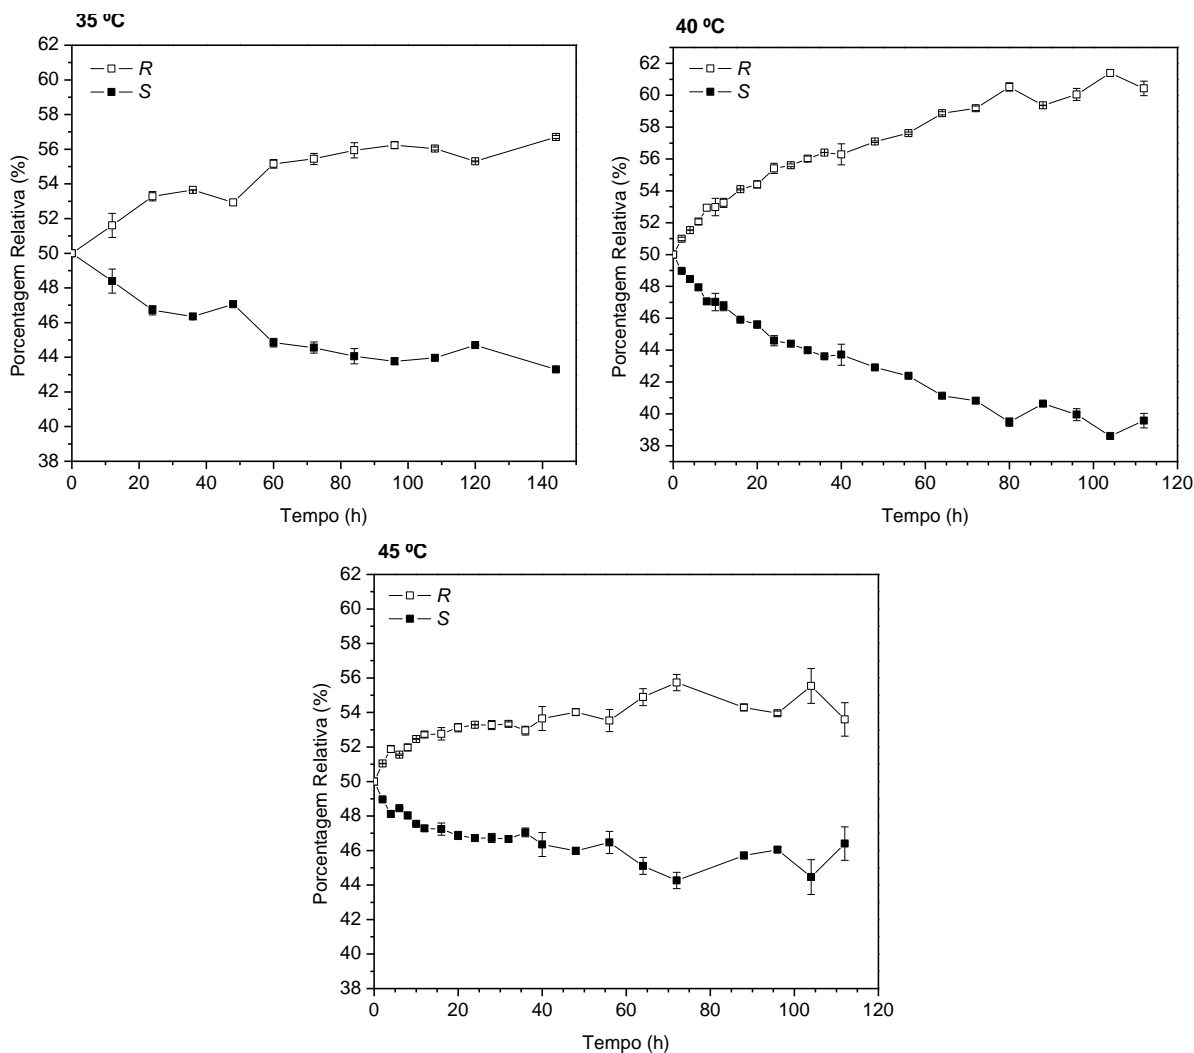 35 ºC
62
60
58
56
54
52
50
48
46
44
42
40
38
Porcentagem Relativa (%)
R
S
0 20 40 60 80 100 120 140
Tempo (h)
40 ºC
62
60
58
56
54
52
50
48
46
44
42
40
38
Porcentagem Relativa (%)
R
S
0 20 40 60 80 100 120
Tempo (h)
45 ºC
62
60
58
56
54
52
50
48
46
44
42
40
38
Porcentagem Relativa (%)
R
S
0 20 40 60 80 100 120
Tempo (h)